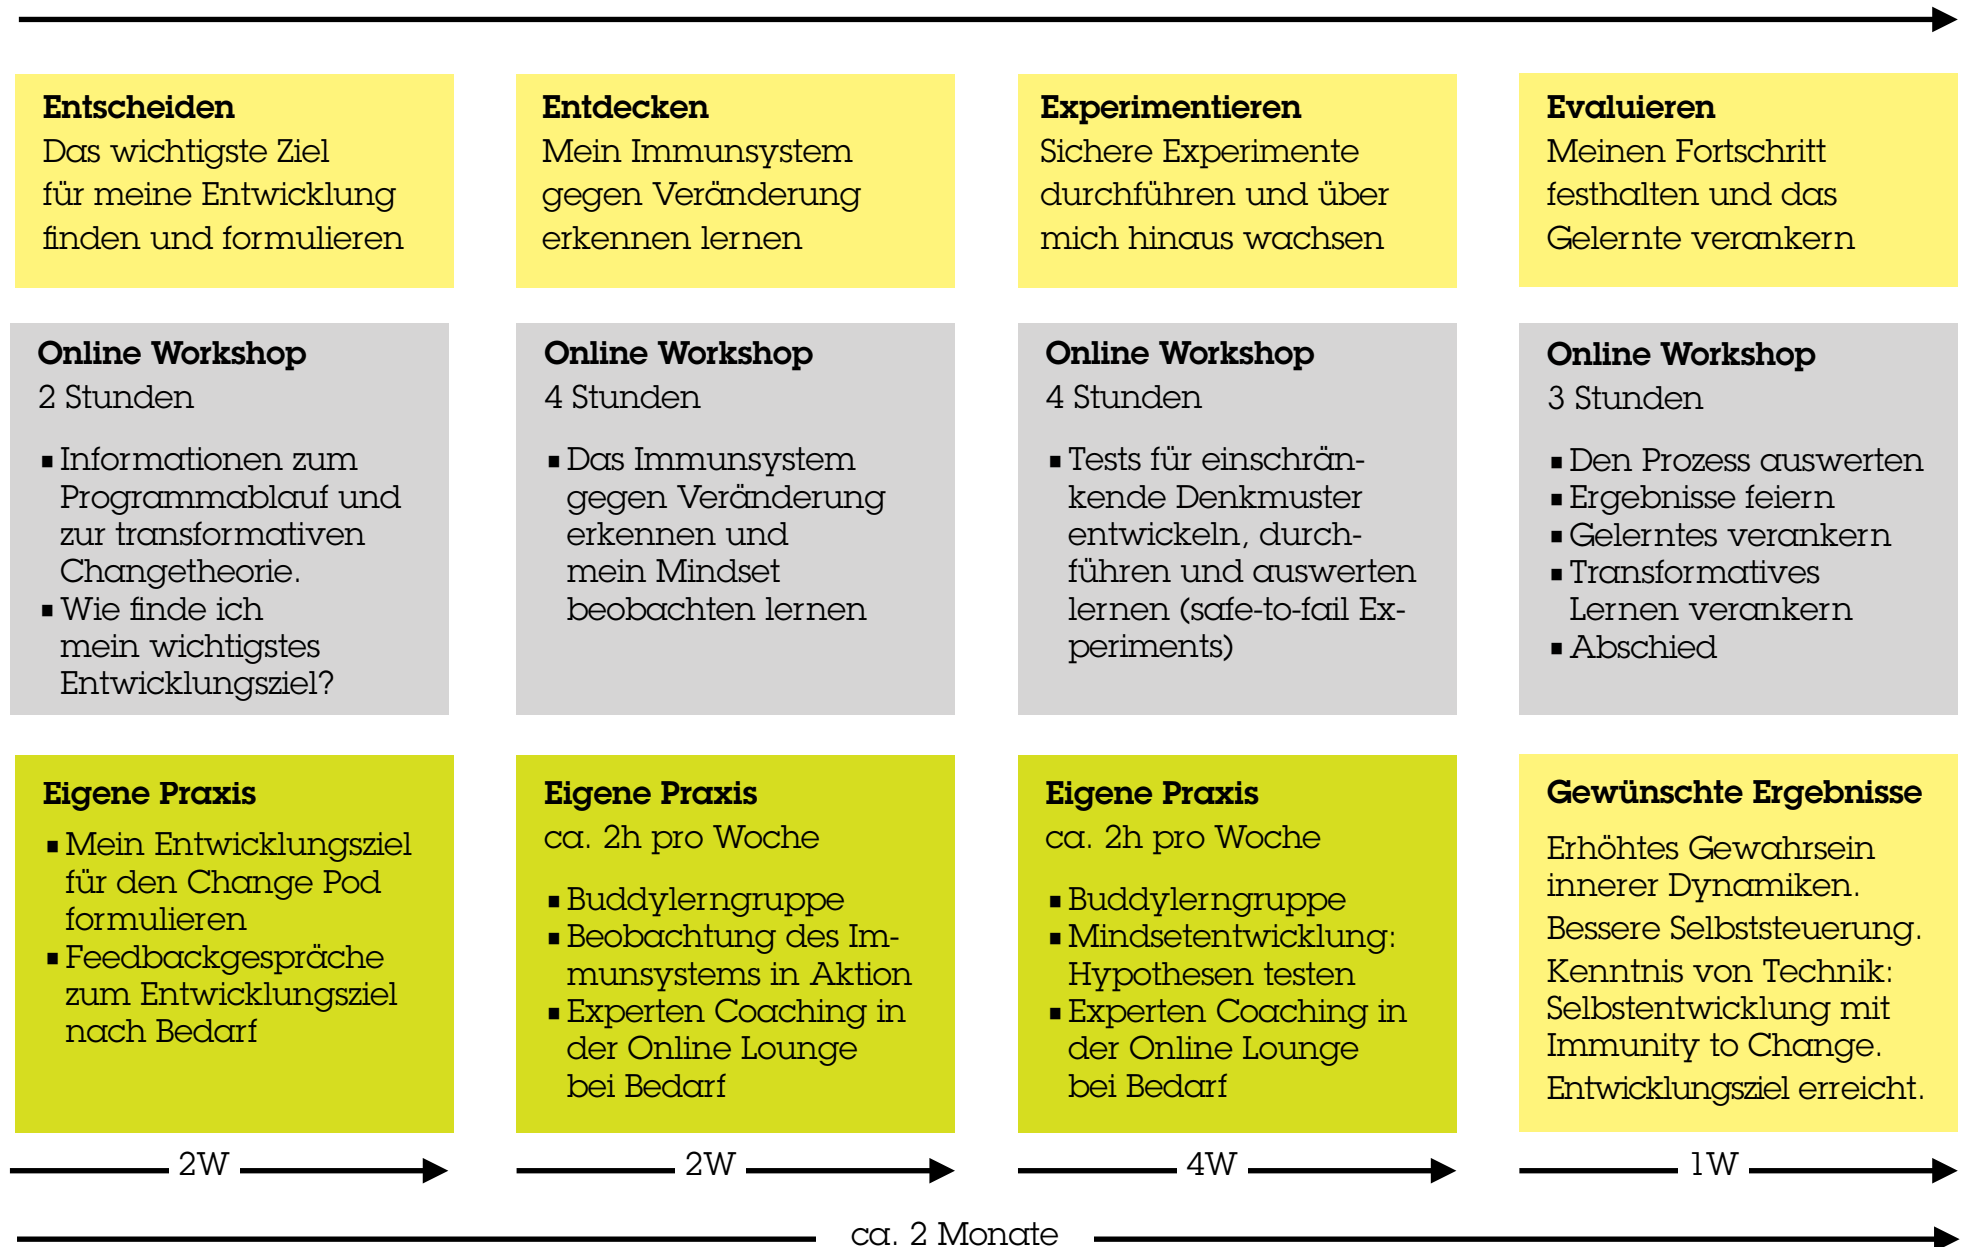 Entscheiden
Das wichtigste Ziel
für meine Entwicklung
finden und formulieren
Entdecken
Mein Immunsystem
gegen Veränderung
erkennen lernen
Experimentieren
Sichere Experimente
durchführen und über
mich hinaus wachsen
Evaluieren
Meinen Fortschritt
festhalten und das
Gelernte verankern
Online Workshop
2 Stunden
▪ Informationen zum
Programmablauf und
zur transformativen
Changetheorie.
▪ Wie finde ich
mein wichtigstes
Entwicklungsziel?
Online Workshop
4 Stunden
▪ Das Immunsystem
gegen Veränderung
erkennen und
mein Mindset
beobachten lernen
Online Workshop
4 Stunden
▪ Tests für einschrän-
kende Denkmuster
entwickeln, durch-
führen und auswerten
lernen (safe-to-fail Ex-
periments)
Online Workshop
3 Stunden
▪ Den Prozess auswerten
▪ Ergebnisse feiern
▪ Gelerntes verankern
▪ Transformatives
Lernen verankern
▪ Abschied
Eigene Praxis
▪ Mein Entwicklungsziel
für den Change Pod
formulieren
▪ Feedbackgespräche
zum Entwicklungsziel
nach Bedarf
Eigene Praxis
ca. 2h pro Woche
▪ Buddylerngruppe
▪ Beobachtung des Im-
munsystems in Aktion
▪ Experten Coaching in
der Online Lounge
bei Bedarf
Eigene Praxis
ca. 2h pro Woche
▪ Buddylerngruppe
▪ Mindsetentwicklung:
Hypothesen testen
▪ Experten Coaching in
der Online Lounge
bei Bedarf
Gewünschte Ergebnisse
Erhöhtes Gewahrsein
innerer Dynamiken.
Bessere Selbststeuerung.
Kenntnis von Technik:
Selbstentwicklung mit
Immunity to Change.
Entwicklungsziel erreicht.
2W
2W
4W
1W
ca. 2 Monate